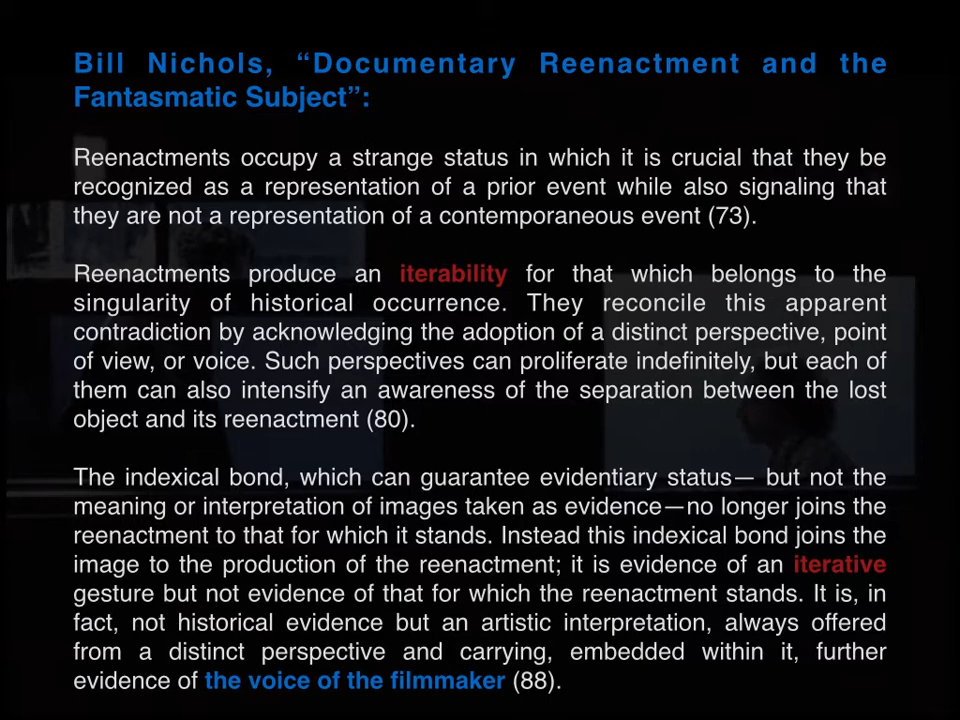 Bill Nichols, “Documentary Reenactment and the
Fantasmatic Subject”:
Reenactments occupy a strange status in which it is crucial that they be
recognized as a representation of a prior event while also signaling that
they are not a representation of a contemporaneous event (73).
Reenactments produce an iterability for that which belongs to the
singularity of historical occurrence. They reconcile this apparent
contradiction by acknowledging the adoption of a distinct perspective, point
of view, or voice. Such perspectives can proliferate indefinitely, but each of
them can also intensify an awareness of the separation between the lost
object and its reenactment (80).
The indexical bond, which can guarantee evidentiary status— but not the
meaning or interpretation of images taken as evidence—no longer joins the
reenactment to that for which it stands. Instead this indexical bond joins the
image to the production of the reenactment; it is evidence of an iterative
gesture but not evidence of that for which the reenactment stands. It is, in
fact, not historical evidence but an artistic interpretation, always offered
from a distinct perspective and carrying, embedded within it, further
evidence of the voice of the filmmaker (88).